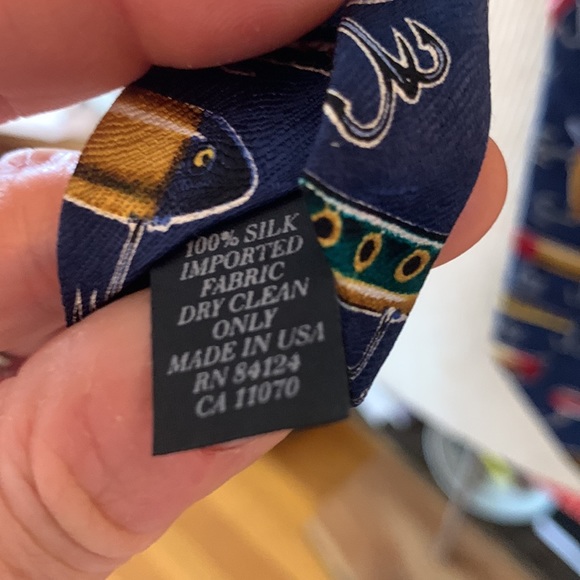 100% SILK
IMPORTED
FABRIC
DRY CLEAN
ONLY
MADE IN USA
RN 84124
CA 11070